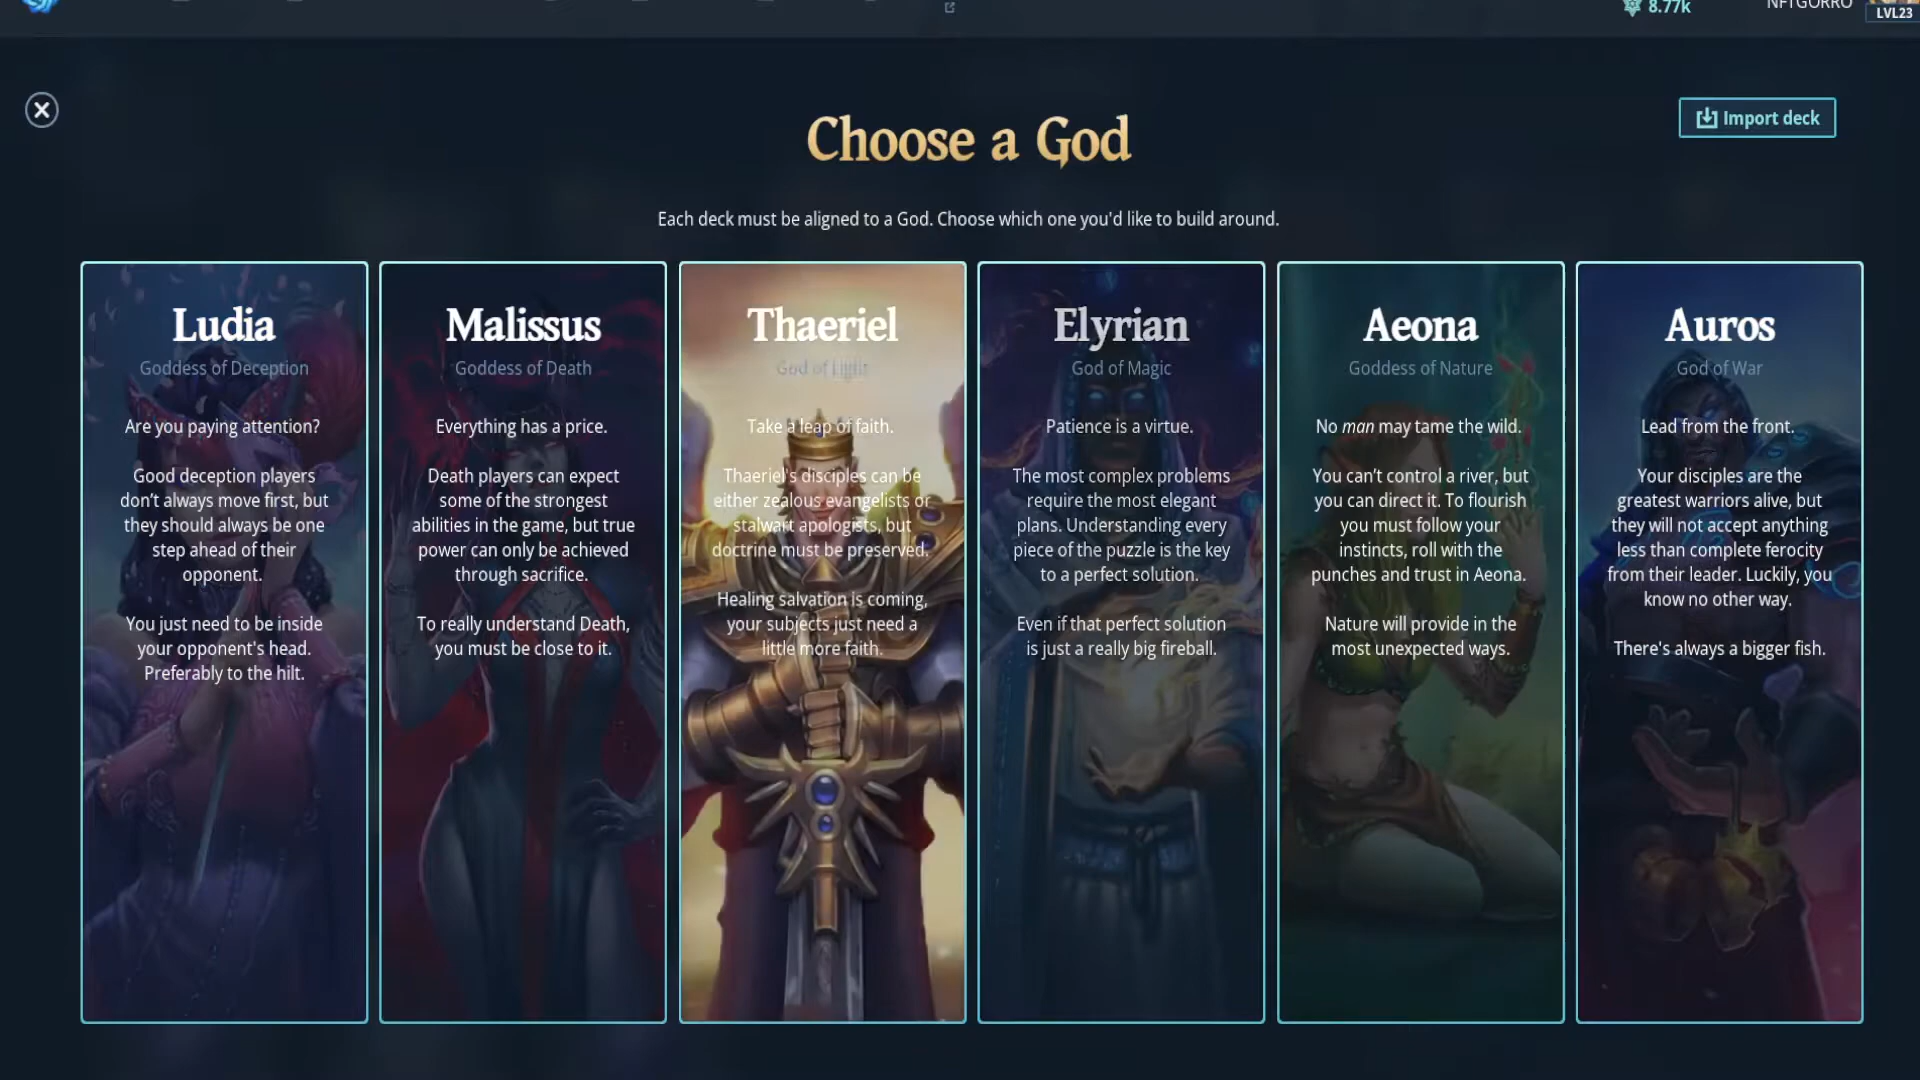 8.77k
NFTGORRO
LVL23
Import deck
Choose a God
Each deck must be aligned to a God. Choose which one you'd like to build around.
Ludia
Goddess of Deception
Are you paying attention?
Good deception players
don't always move first, but
they should always be one
step ahead of their
opponent.
You just need to be inside
your opponent's head.
Preferably to the hilt.
Malissus
Goddess of Death
Everything has a price.
Death players can expect
some of the strongest
abilities in the game, but true
power can only be achieved
through sacrifice.
To really understand Death,
you must be close to it.
Thaeriel
God of Light
Take a leap of faith.
Thaeriel's disciples can be
either zealous evangelists or
stalwart apologists, but
doctrine must be preserved.
Healing salvation is coming,
your subjects just need a
little more faith.
Elyrian
God of Magic
Patience is a virtue.
The most complex problems
require the most elegant
plans. Understanding every
piece of the puzzle is the key
to a perfect solution.
Even if that perfect solution
is just a really big fireball.
Aeona
Goddess of Nature
No man may tame the wild.
You can't control a river, but
you can direct it. To flourish
you must follow your
instincts, roll with the
punches and trust in Aeona.
Nature will provide in the
most unexpected ways.
Auros
God of War
Lead from the front.
Your disciples are the
greatest warriors alive, but
they will not accept anything
less than complete ferocity
from their leader. Luckily, you
know no other way.
There's always a bigger fish.